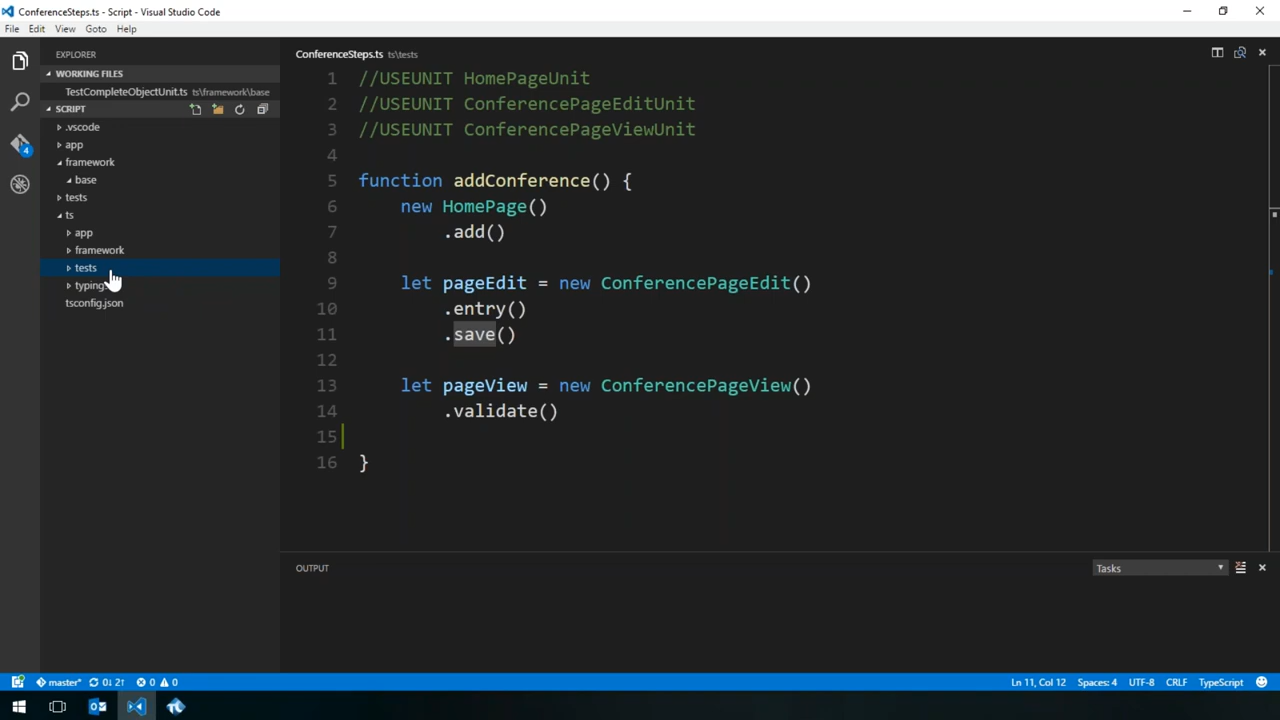 ConferenceSteps.ts - Script - Visual Studio Code
File Edit View Goto Help
EXPLORER
WORKING FILES
TestCompleteObjectUnit.ts ts\framework\base
SCRIPT
.vscode
app
framework
base
tests
ts
app
framework
tests
typings
tsconfig.json
ConferenceSteps.ts ts\tests
1 //USEUNIT HomePageUnit
2 //USEUNIT ConferencePageEditUnit
3 //USEUNIT ConferencePageViewUnit
4
5 function addConference() {
6 new HomePage()
7 .add()
8
9 let pageEdit = new ConferencePageEdit()
10 .entry()
11 .save()
12
13 let pageView = new ConferencePageView()
14 .validate()
15
16 }
OUTPUT
Tasks
4
master* 0↓ 2↑ 0 0
Ln 11, Col 12 Spaces: 4 UTF-8 CRLF TypeScript